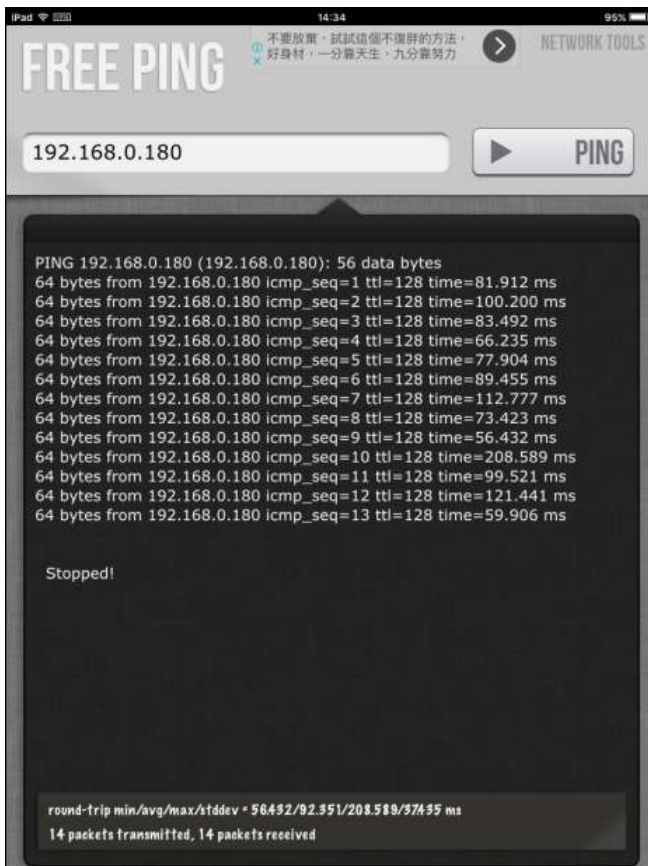 iPad VPN 14:34 95%
FREE PING
不要放棄，試試這個不復胖的方法，
好身材，一分靠天生，九分靠努力
NETWORK TOOLS
192.168.0.180
PING
PING 192.168.0.180 (192.168.0.180): 56 data bytes
64 bytes from 192.168.0.180 icmp_seq=1 ttl=128 time=81.912 ms
64 bytes from 192.168.0.180 icmp_seq=2 ttl=128 time=100.200 ms
64 bytes from 192.168.0.180 icmp_seq=3 ttl=128 time=83.492 ms
64 bytes from 192.168.0.180 icmp_seq=4 ttl=128 time=66.235 ms
64 bytes from 192.168.0.180 icmp_seq=5 ttl=128 time=77.904 ms
64 bytes from 192.168.0.180 icmp_seq=6 ttl=128 time=89.455 ms
64 bytes from 192.168.0.180 icmp_seq=7 ttl=128 time=112.777 ms
64 bytes from 192.168.0.180 icmp_seq=8 ttl=128 time=73.423 ms
64 bytes from 192.168.0.180 icmp_seq=9 ttl=128 time=56.432 ms
64 bytes from 192.168.0.180 icmp_seq=10 ttl=128 time=208.589 ms
64 bytes from 192.168.0.180 icmp_seq=11 ttl=128 time=99.521 ms
64 bytes from 192.168.0.180 icmp_seq=12 ttl=128 time=121.441 ms
64 bytes from 192.168.0.180 icmp_seq=13 ttl=128 time=59.906 ms
Stopped!
round-trip min/avg/max/stddev = 56.432/92.351/208.589/37.435 ms
14 packets transmitted, 14 packets received